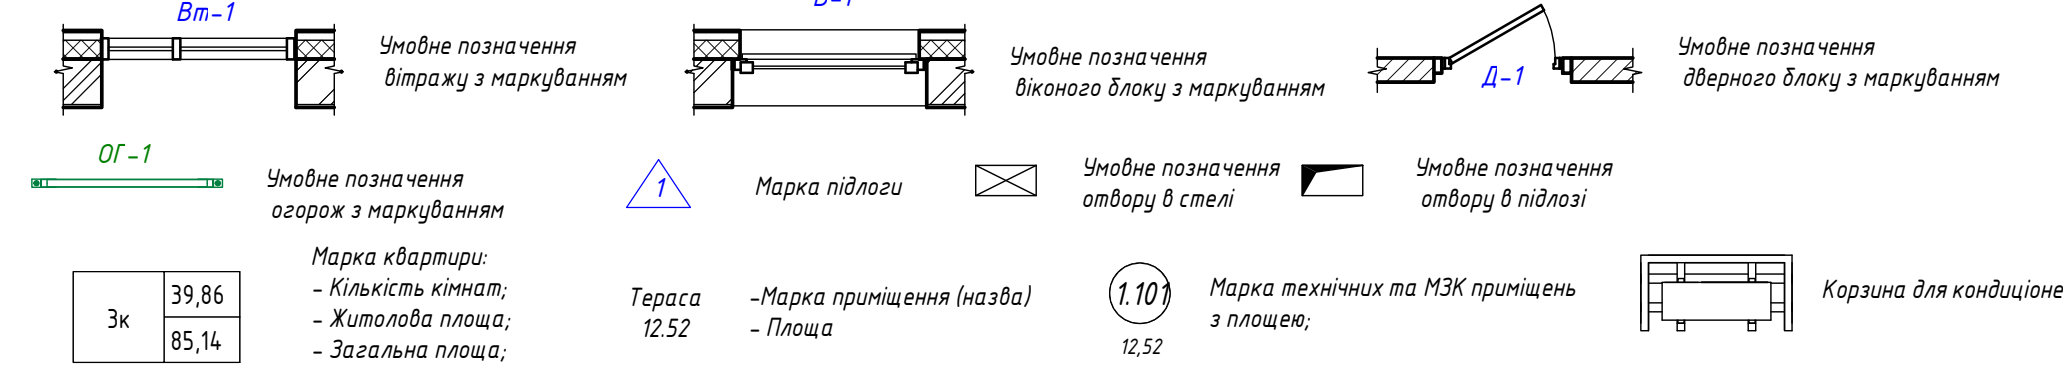 Вт-1
Умовне позначення
вітражу з маркуванням
В-1
Умовне позначення
віконого блоку з маркуванням
Д-1
Умовне позначення
дверного блоку з маркуванням
ОГ-1
Умовне позначення
огорож з маркуванням
1
Марка підлоги
Умовне позначення
отвору в стелі
Умовне позначення
отвору в підлозі
3к
39,86
85,14
Марка квартири:
- Кількість кімнат;
- Житолова площа;
- Загальна площа;
Тераса
12.52
-Марка приміщення (назва)
- Площа
1.101
12,52
Марка технічних та МЗК приміщень
з площею;
Корзина для кондиціоне